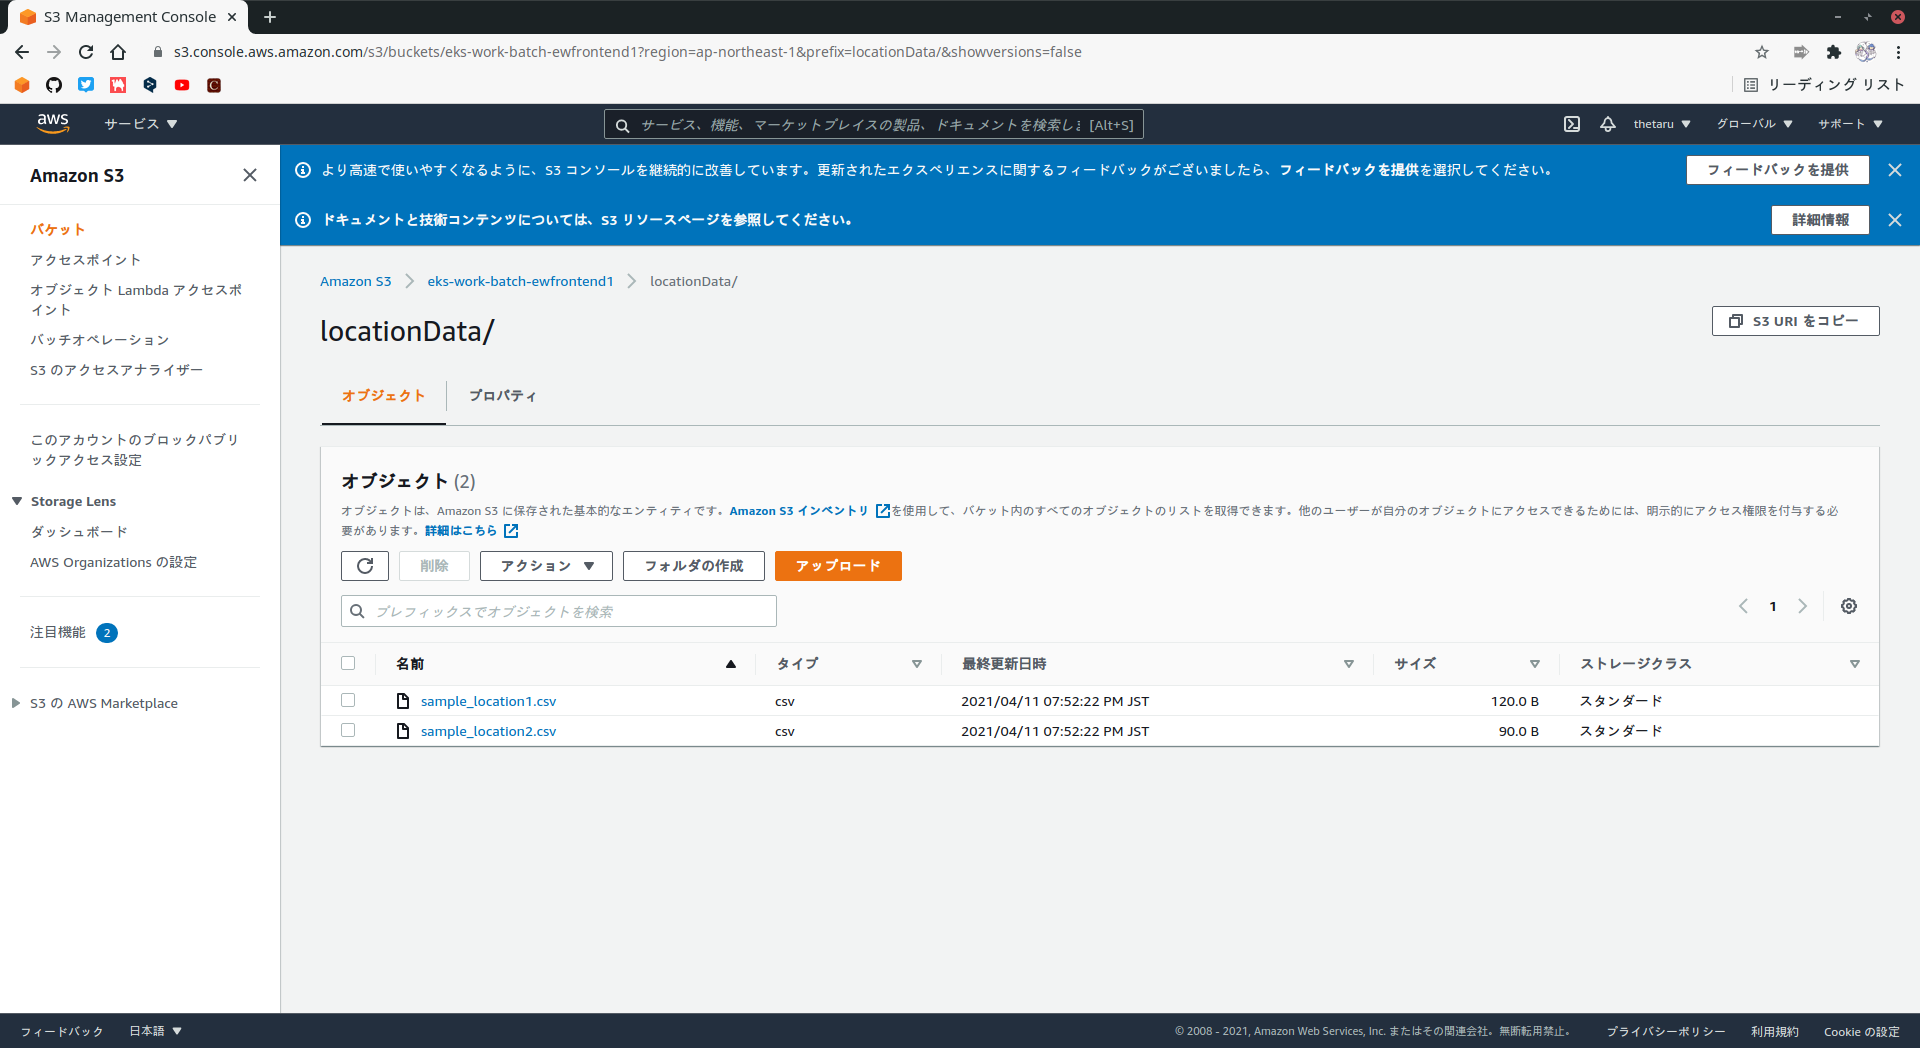 S3 Management Console
s3.console.aws.amazon.com/s3/buckets/eks-work-batch-ewfrontend1?region=ap-northeast-1&prefix=locationData/&showversions=false
リーディング リスト
aws
サービス
サービス、機能、マーケットプレイスの製品、ドキュメントを検索し [Alt+S]
thetaru
グローバル
サポート
Amazon S3
バケット
アクセスポイント
オブジェクト Lambda アクセスポ
イント
バッチオペレーション
S3 のアクセスアナライザー
このアカウントのブロックパブリ
ックアクセス設定
Storage Lens
ダッシュボード
AWS Organizations の設定
注目機能 2
S3 の AWS Marketplace
より高速で使いやすくなるように、S3 コンソールを継続的に改善しています。更新されたエクスペリエンスに関するフィードバックがございましたら、フィードバックを提供を選択してください。
フィードバックを提供
ドキュメントと技術コンテンツについては、S3 リソースページを参照してください。
詳細情報
Amazon S3
eks-work-batch-ewfrontend1
locationData/
locationData/
S3 URI をコピー
オブジェクト
プロパティ
オブジェクト (2)
オブジェクトは、Amazon S3 に保存された基本的なエンティティです。Amazon S3 インベントリ を使用して、バケット内のすべてのオブジェクトのリストを取得できます。他のユーザーが自分のオブジェクトにアクセスできるためには、明示的にアクセス権限を付与する必
要があります。詳細はこちら
削除
アクション
フォルダの作成
アップロード
プレフィックスでオブジェクトを検索
1
名前
タイプ
最終更新日時
サイズ
ストレージクラス
sample_location1.csv
csv
2021/04/11 07:52:22 PM JST
120.0 B
スタンダード
sample_location2.csv
csv
2021/04/11 07:52:22 PM JST
90.0 B
スタンダード
フィードバック
日本語
© 2008 - 2021, Amazon Web Services, Inc. またはその関連会社。無断転用禁止。
プライバシーポリシー
利用規約
Cookie の設定